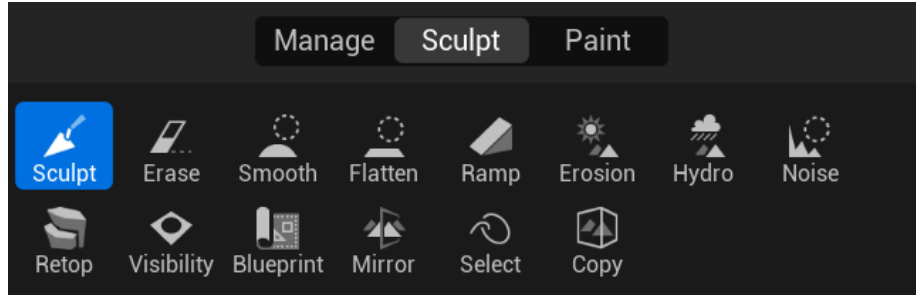 Manage Sculpt Paint
Sculpt Erase Smooth Flatten Ramp Erosion Hydro Noise
Retop Visibility Blueprint Mirror Select Copy